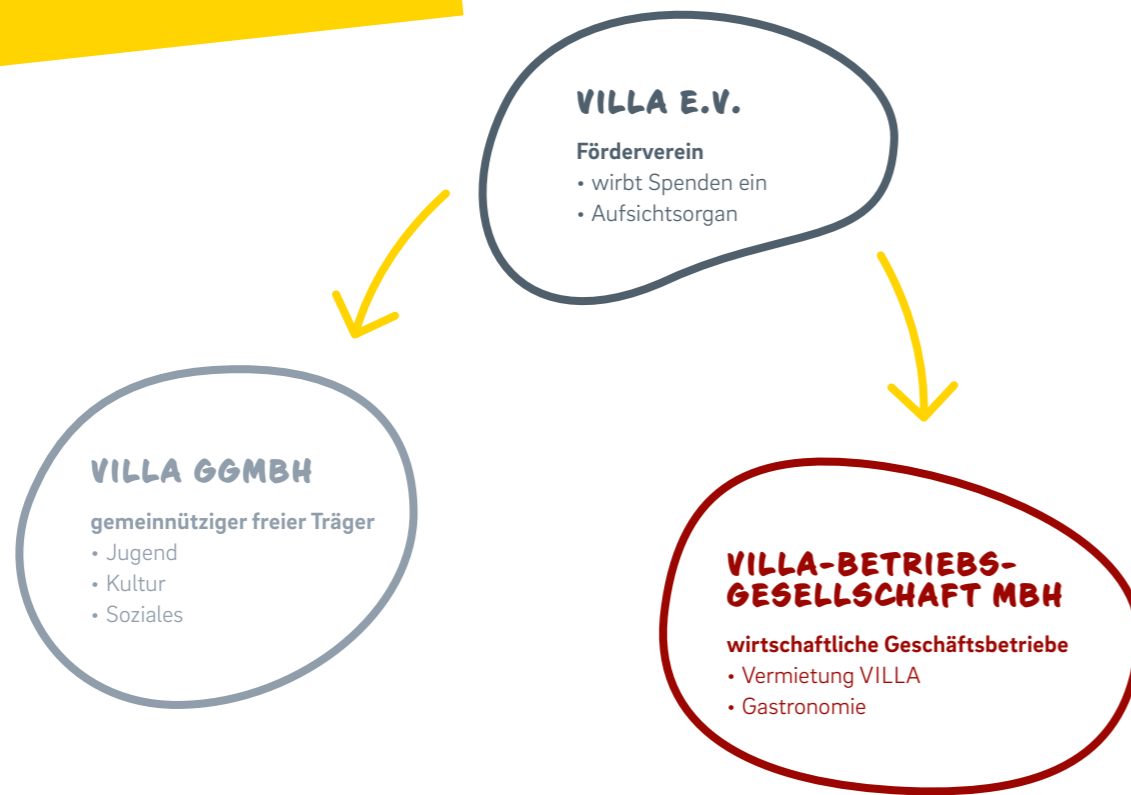 VILLA E.V.
Förderverein
• wirbt Spenden ein
• Aufsichtsorgan
VILLA GGMBH
gemeinnütziger freier Träger
• Jugend
• Kultur
• Soziales
VILLA-BETRIEBS-
GESELLSCHAFT MBH
wirtschaftliche Geschäftsbetriebe
• Vermietung VILLA
• Gastronomie